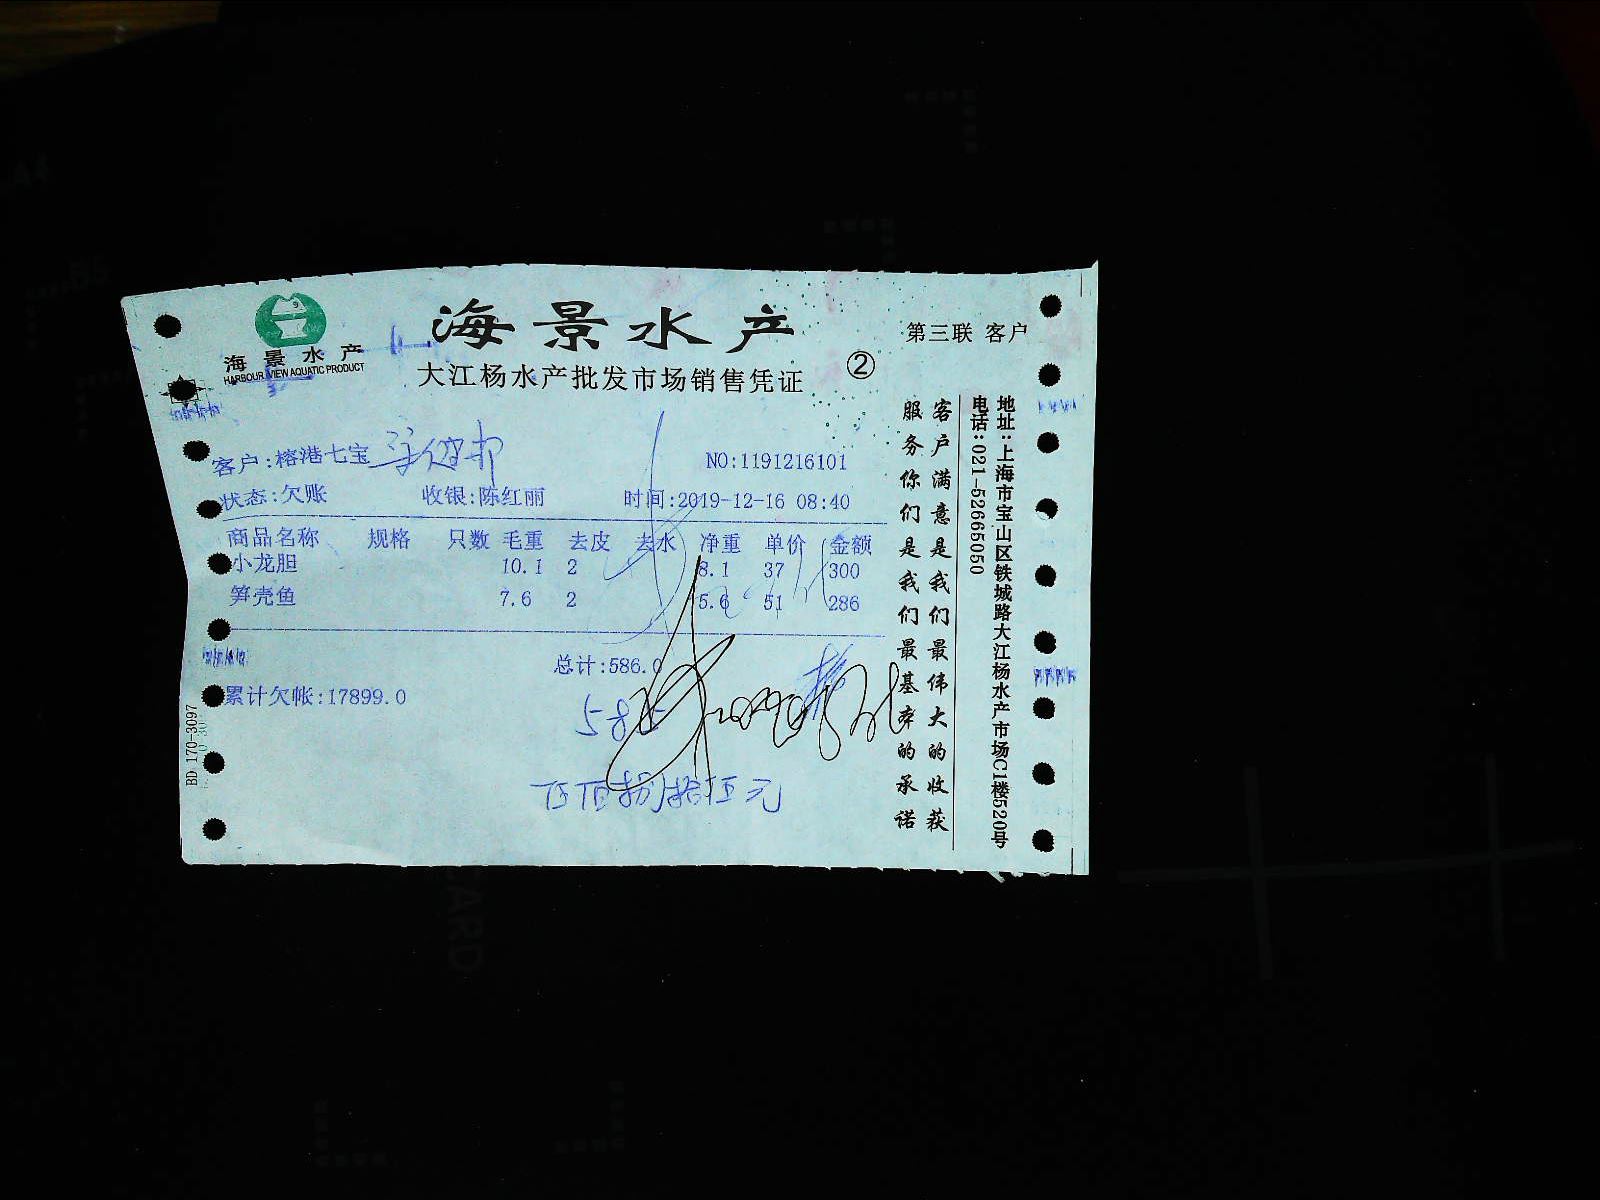 海景水产
HARBOUR VIEW AQUATIC PRODUCT
海景水产
大江杨水产批发市场销售凭证
②
第三联 客户
客户:榕港七宝
NO:1191216101
状态:欠账 收银:陈红丽 时间:2019-12-16 08:40
商品名称 规格 只数 毛重 去皮 去水 净重 单价 金额
小龙胆 10.1 2 8.1 37 300
笋壳鱼 7.6 2 5.6 51 286
总计:586.0
累计欠帐:17899.0
伍佰捌拾伍元
BD 170-3097
客户满意是我们最伟大的收获
服务你们是我们最基本的承诺
地址:上海市宝山区铁城路大江杨水产市场C1楼520号
电话:021-52665050